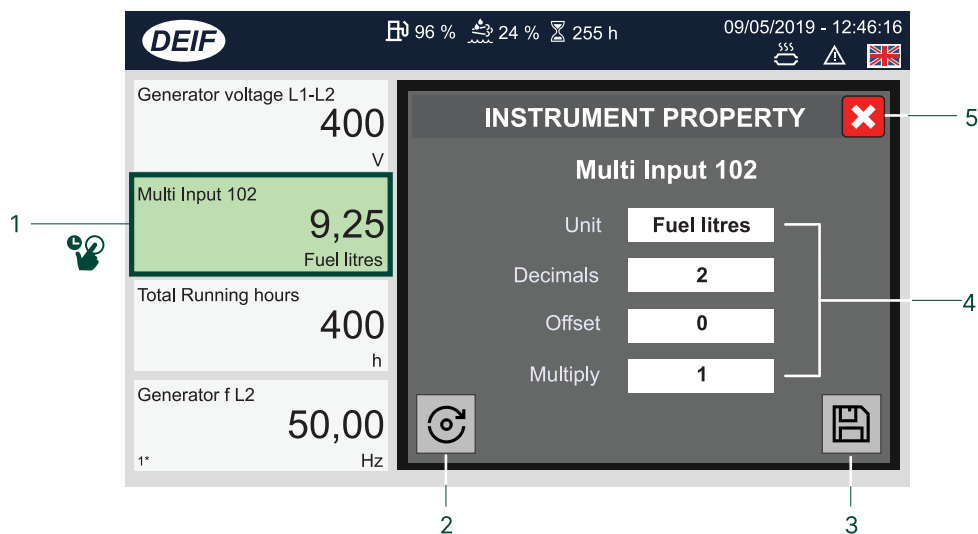 DEIF
96 % 24 % 255 h
09/05/2019 - 12:46:16
Generator voltage L1-L2
400
V
Multi Input 102
9,25
Fuel litres
Total Running hours
400
h
Generator f L2
50,00
1* Hz
INSTRUMENT PROPERTY
Multi Input 102
Unit Fuel litres
Decimals 2
Offset 0
Multiply 1
1
2
3
4
5